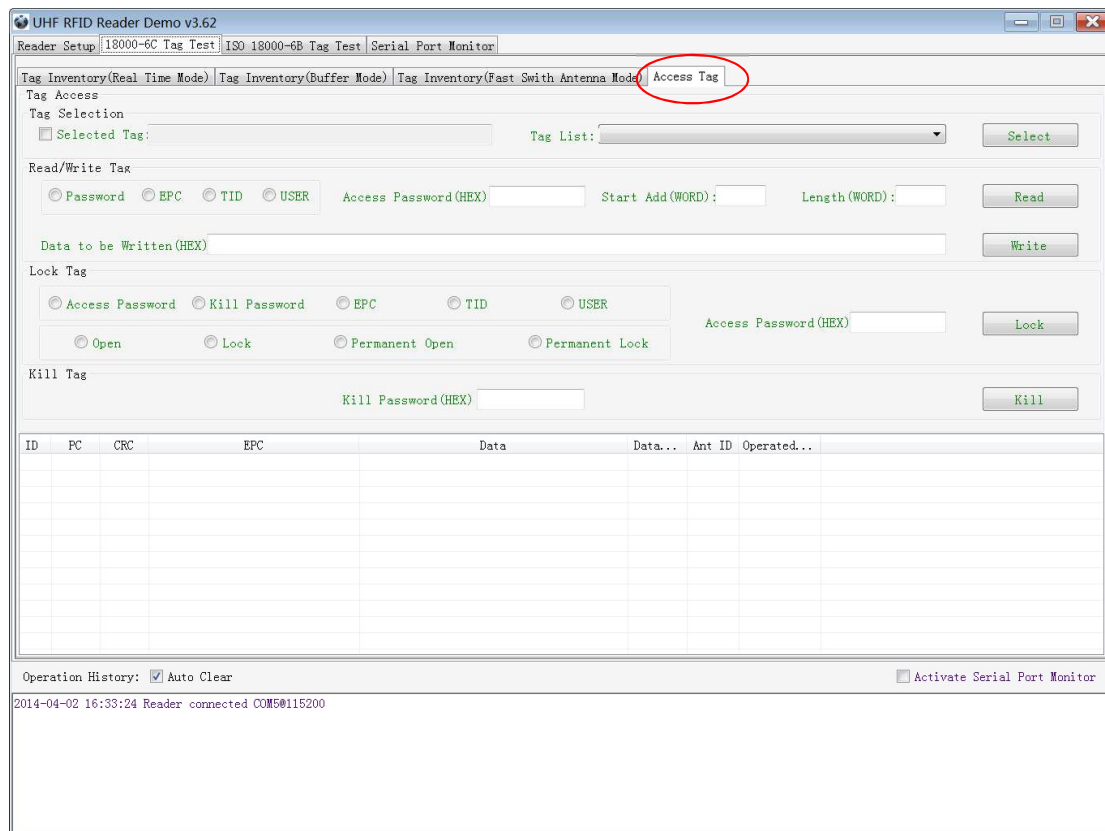 UHF RFID Reader Demo v3.62
Reader Setup 18000-6C Tag Test ISO 18000-6B Tag Test Serial Port Monitor
Tag Inventory(Real Time Mode) Tag Inventory(Buffer Mode) Tag Inventory(Fast Swith Antenna Mode) Access Tag
Tag Access
Tag Selection
Selected Tag: Tag List: Select
Read/Write Tag
Password EPC TID USER Access Password(HEX) Start Add(WORD): Length(WORD): Read
Data to be Written(HEX) Write
Lock Tag
Access Password Kill Password EPC TID USER
Access Password(HEX) Lock
Open Lock Permanent Open Permanent Lock
Kill Tag
Kill Password(HEX) Kill
ID PC CRC EPC Data Data... Ant ID Operated...
Operation History: Auto Clear Activate Serial Port Monitor
2014-04-02 16:33:24 Reader connected COM5@115200